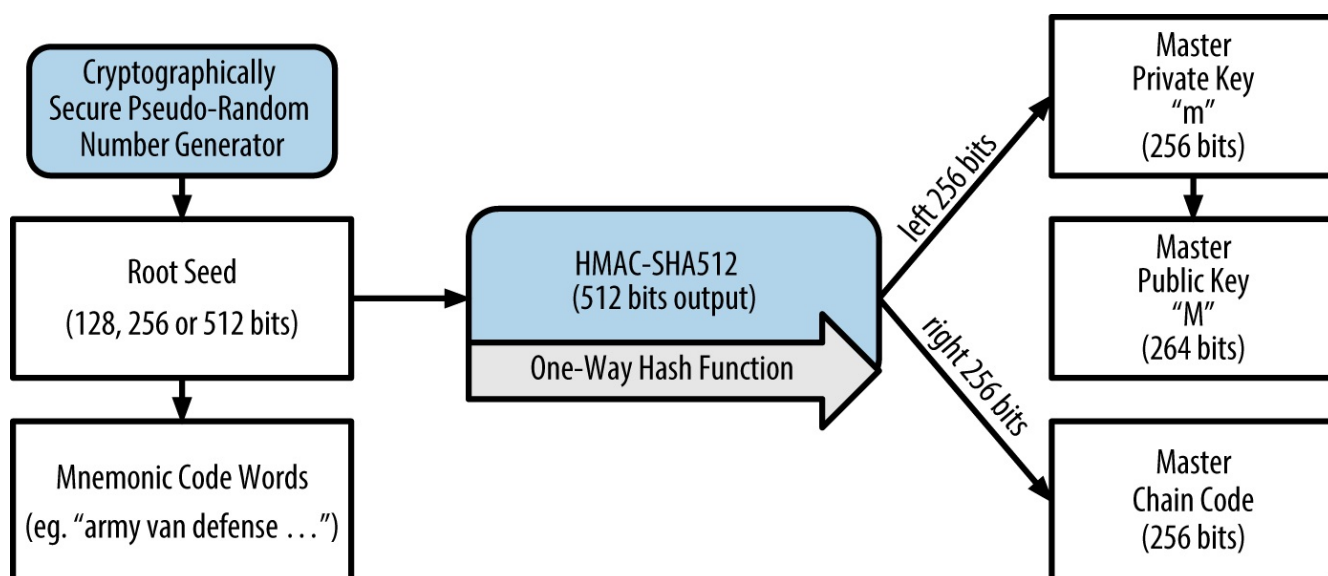 Cryptographically
Secure Pseudo-Random
Number Generator
Root Seed
(128, 256 or 512 bits)
Mnemonic Code Words
(eg. “army van defense …”)
HMAC-SHA512
(512 bits output)
One-Way Hash Function
left 256 bits
right 256 bits
Master
Private Key
“m”
(256 bits)
Master
Public Key
“M”
(264 bits)
Master
Chain Code
(256 bits)